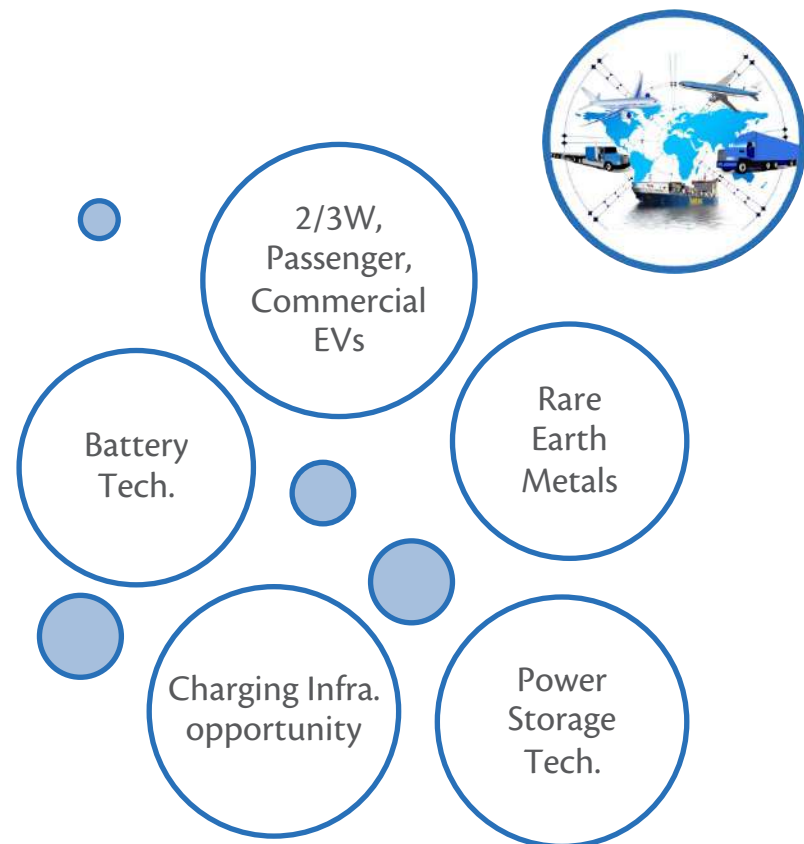 2/3W,
Passenger,
Commercial
EVs
Battery
Tech.
Rare
Earth
Metals
Charging Infra.
opportunity
Power
Storage
Tech.